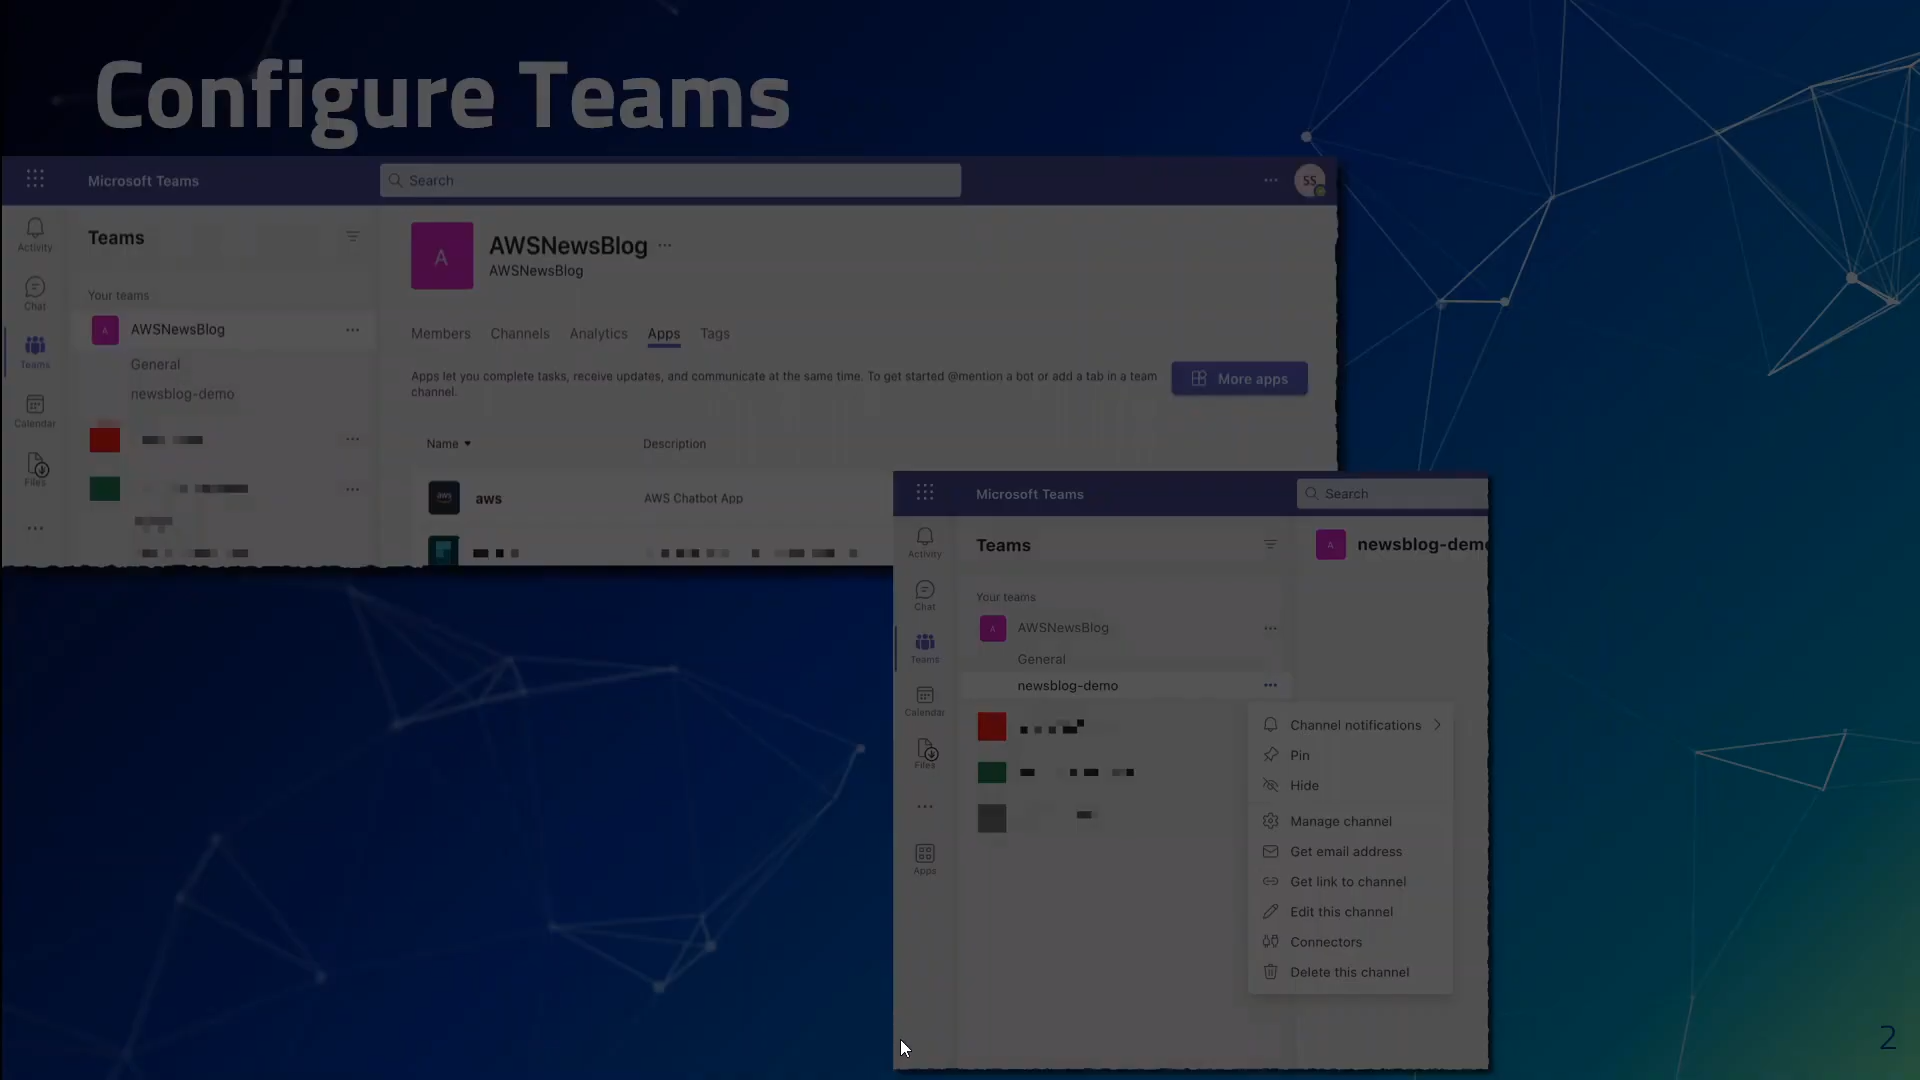 Configure Teams
Microsoft Teams
Search
SS
Activity
Chat
Teams
Calendar
Files
Teams
Your teams
A
AWSNewsBlog
General
newsblog-demo
A
AWSNewsBlog
AWSNewsBlog
Members Channels Analytics Apps Tags
Apps let you complete tasks, receive updates, and communicate at the same time. To get started @mention a bot or add a tab in a team
channel.
More apps
Name Description
aws
aws
AWS Chatbot App
Microsoft Teams
Search
Activity
Chat
Teams
Calendar
Files
Apps
Teams
Your teams
A
AWSNewsBlog
General
newsblog-demo
A
newsblog-demo
Channel notifications
Pin
Hide
Manage channel
Get email address
Get link to channel
Edit this channel
Connectors
Delete this channel
2